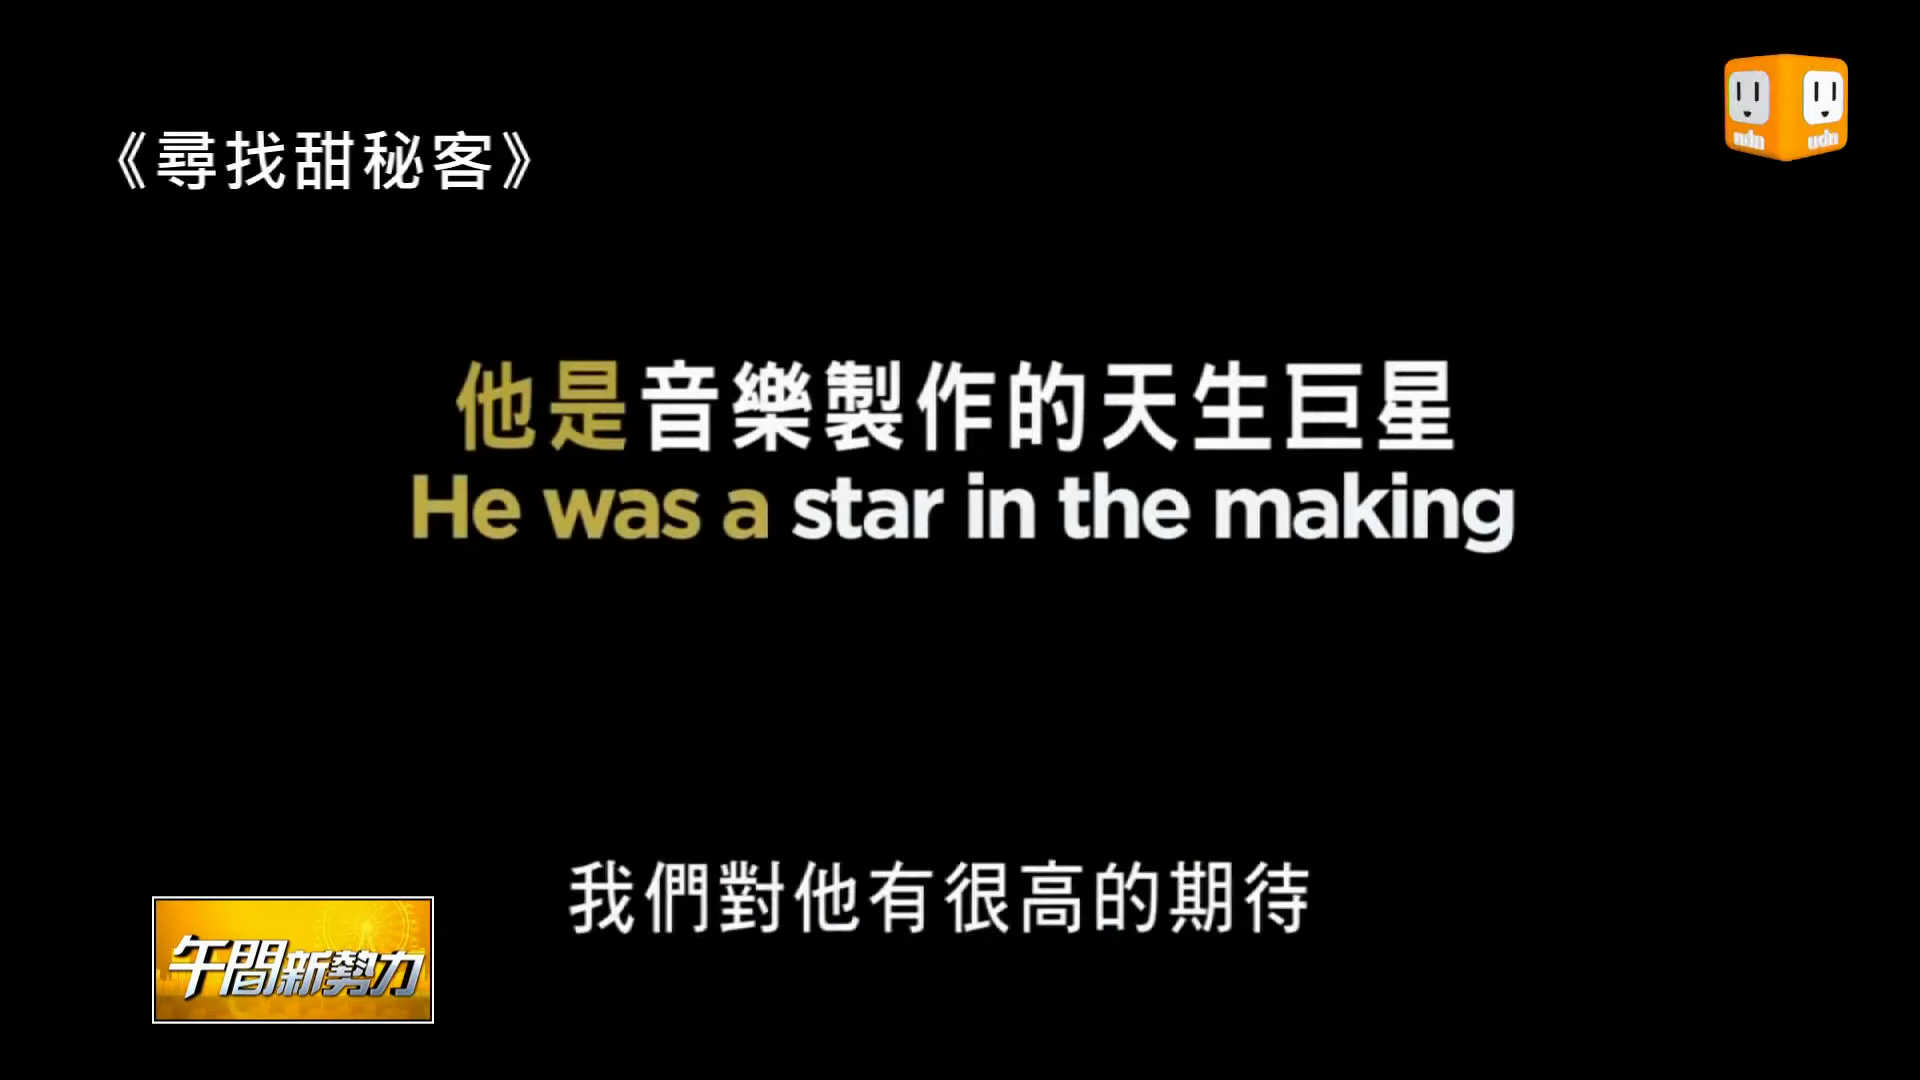 《尋找甜秘客》
udn udn
他是音樂製作的天生巨星
He was a star in the making
我們對他有很高的期待
午間新勢力